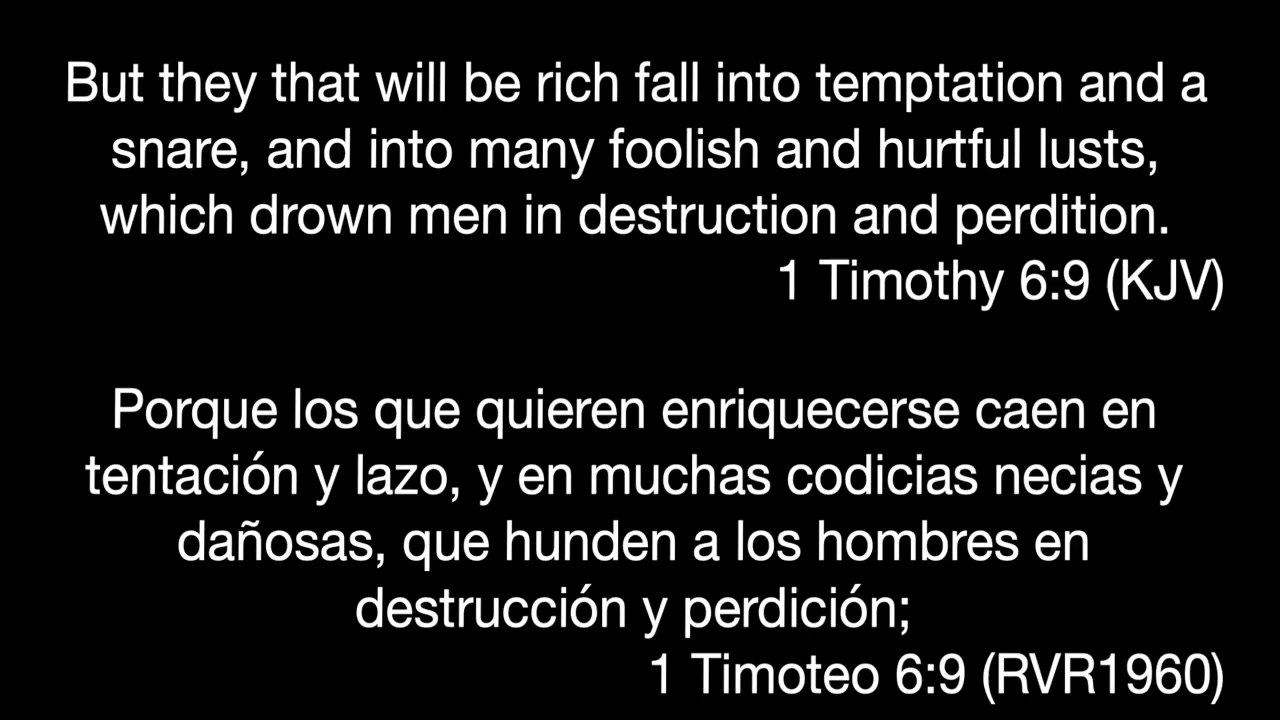 But they that will be rich fall into temptation and a
snare, and into many foolish and hurtful lusts,
which drown men in destruction and perdition.
1 Timothy 6:9 (KJV)
Porque los que quieren enriquecerse caen en
tentación y lazo, y en muchas codicias necias y
dañosas, que hunden a los hombres en
destrucción y perdición;
1 Timoteo 6:9 (RVR1960)